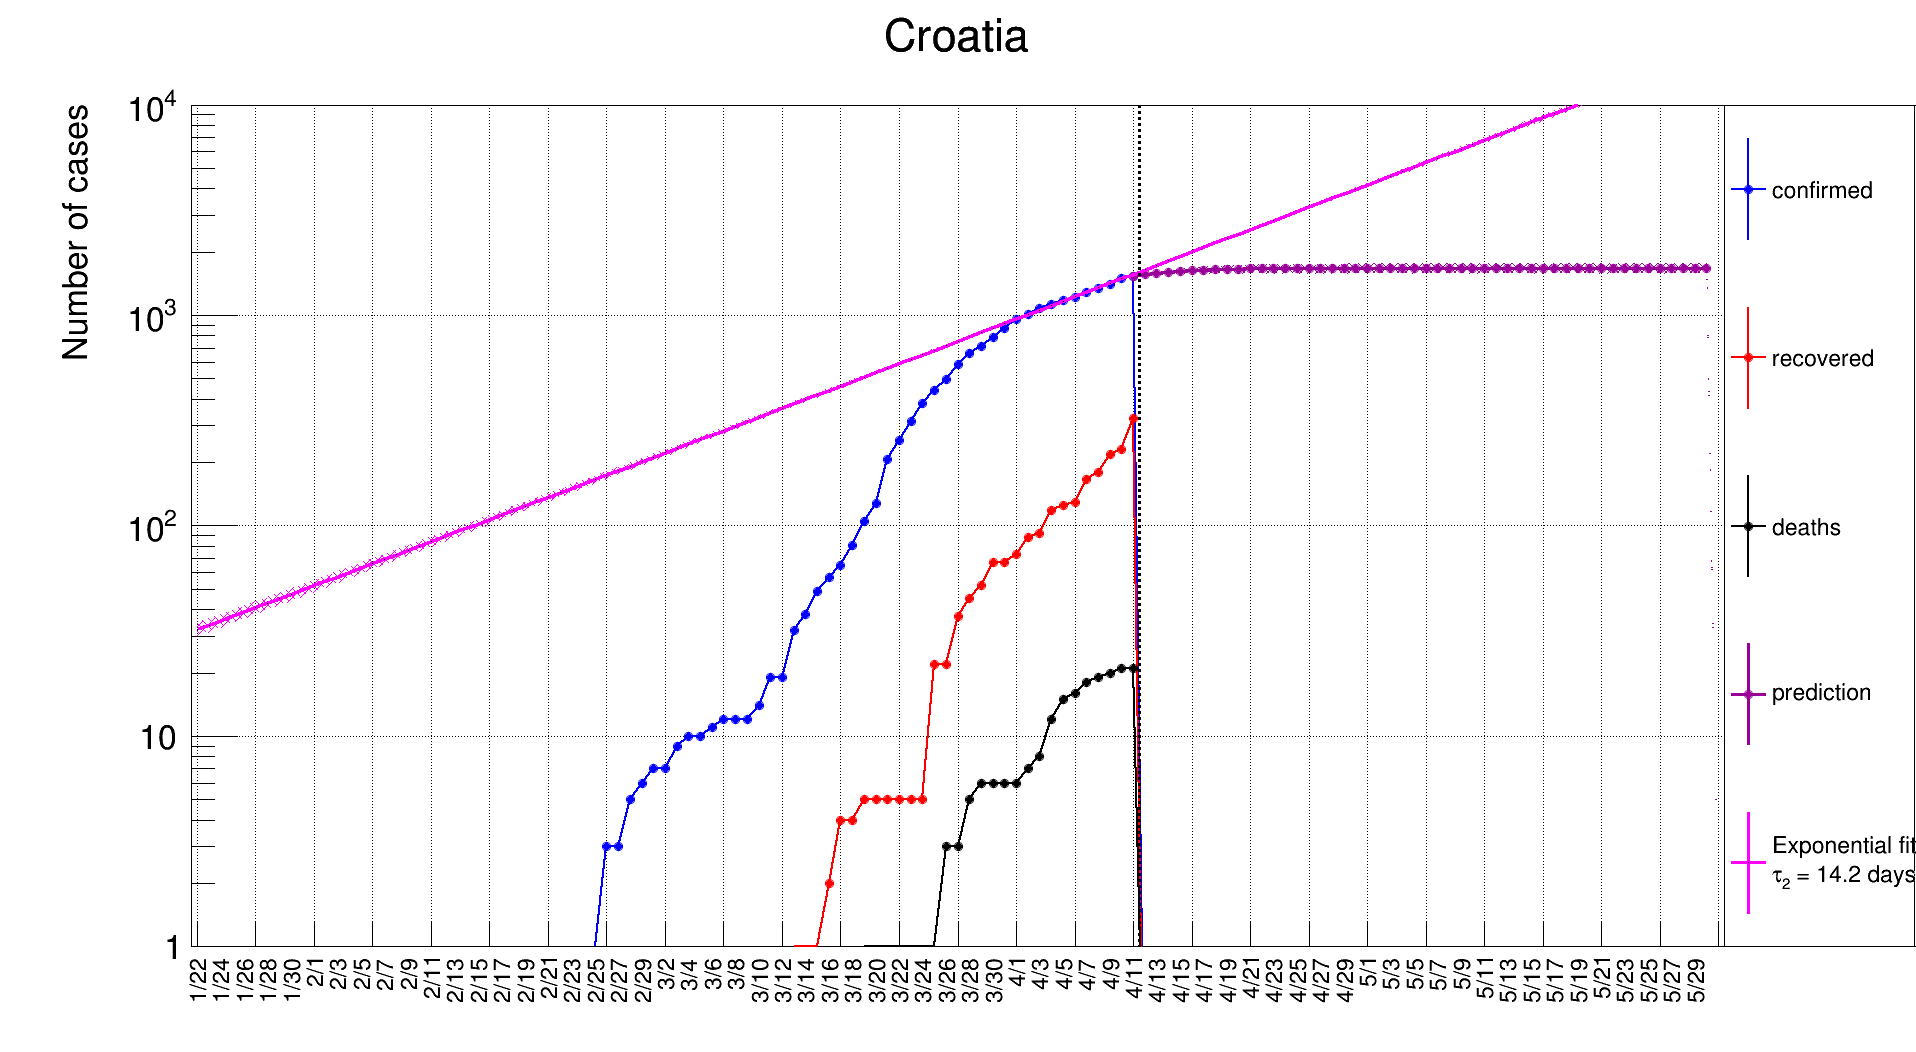 Croatia
Number of cases
10⁴
10³
10²
10
1
1/22 1/24 1/26 1/28 1/30 2/1 2/3 2/5 2/7 2/9 2/11 2/13 2/15 2/17 2/19 2/21 2/23 2/25 2/27 2/29 3/2 3/4 3/6 3/8 3/10 3/12 3/14 3/16 3/18 3/20 3/22 3/24 3/26 3/28 3/30 4/1 4/3 4/5 4/7 4/9 4/11 4/13 4/15 4/17 4/19 4/21 4/23 4/25 4/27 4/29 5/1 5/3 5/5 5/7 5/9 5/11 5/13 5/15 5/17 5/19 5/21 5/23 5/25 5/27 5/29
confirmed
recovered
deaths
prediction
Exponential fit
τ₂ = 14.2 days